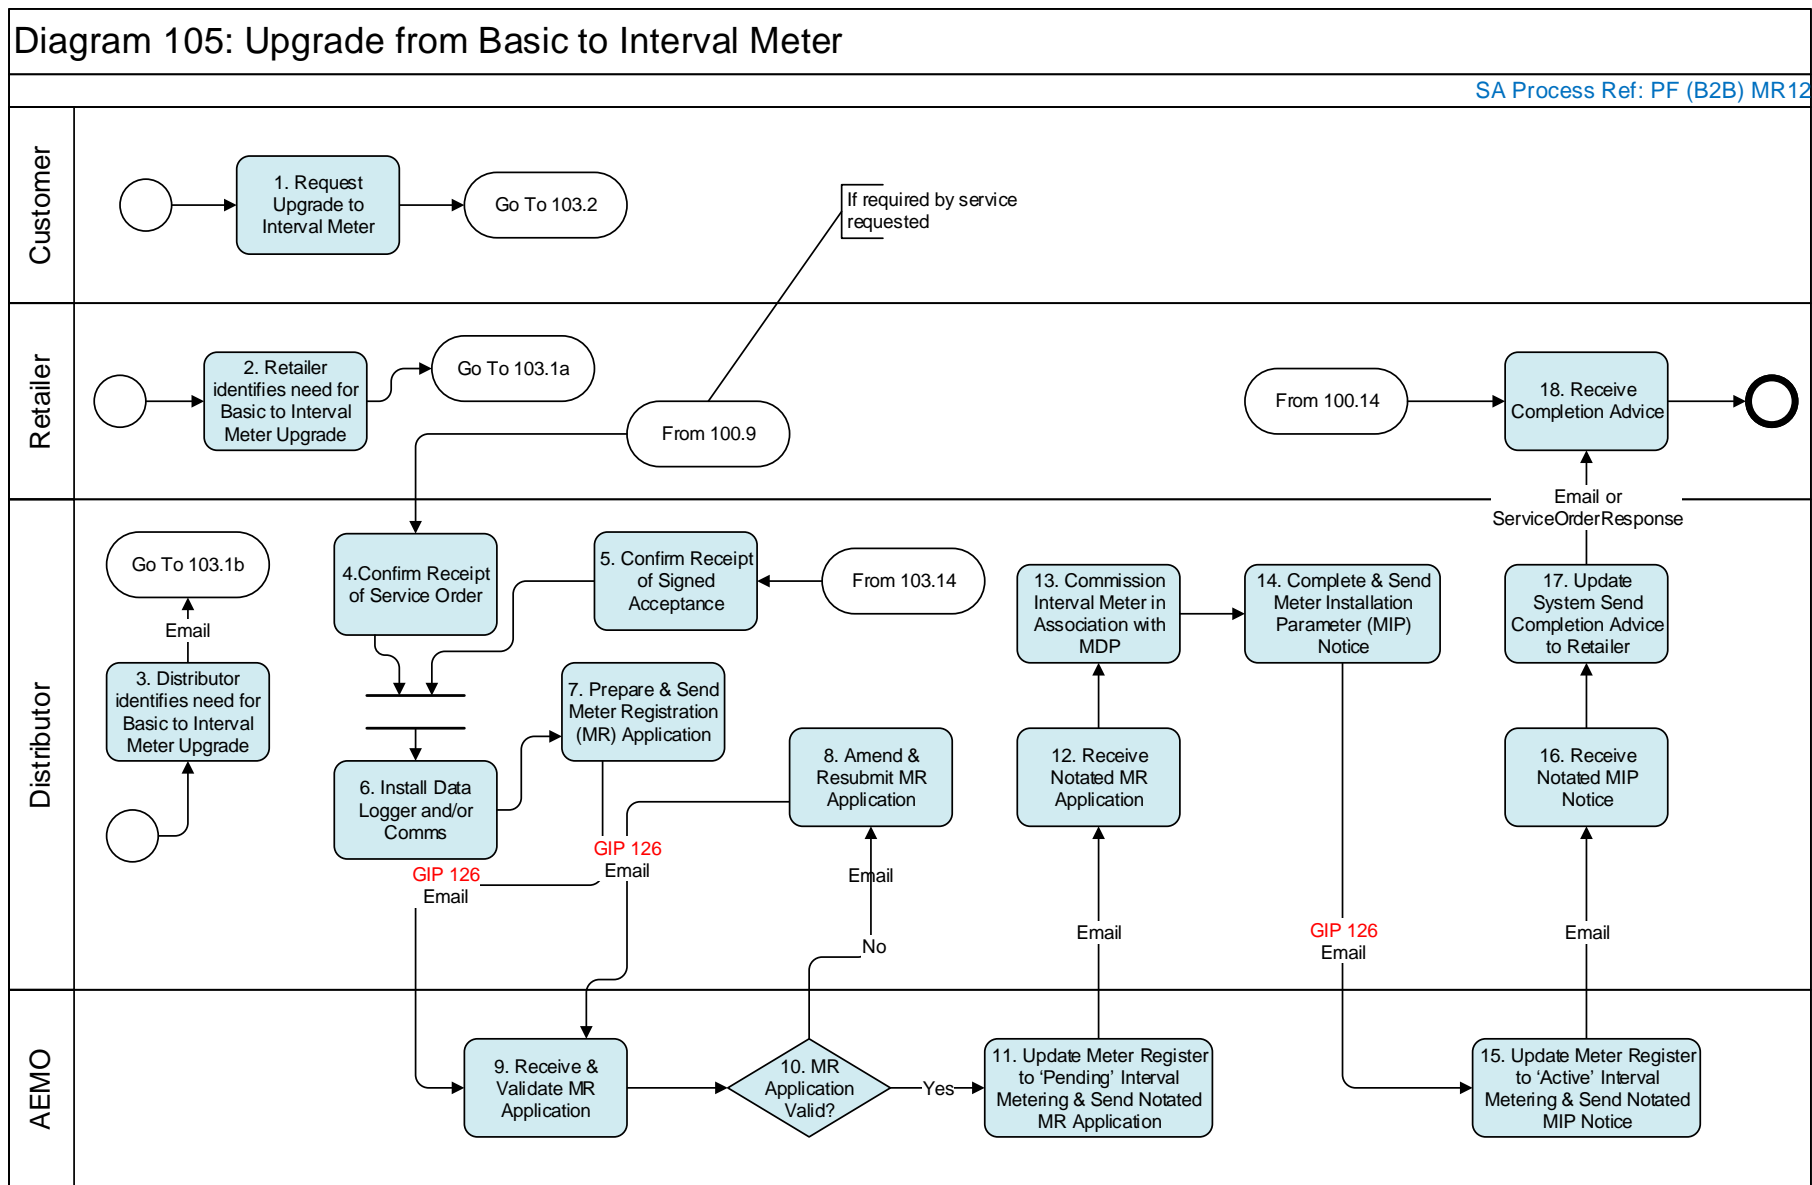 Diagram 105: Upgrade from Basic to Interval Meter
SA Process Ref: PF (B2B) MR12
Customer
1. Request
Upgrade to
Interval Meter
Go To 103.2
If required by service
requested
Retailer
2. Retailer
identifies need for
Basic to Interval
Meter Upgrade
Go To 103.1a
From 100.9
From 100.14
18. Receive
Completion Advice
Email or
ServiceOrderResponse
Distributor
Go To 103.1b
Email
3. Distributor
identifies need for
Basic to Interval
Meter Upgrade
4.Confirm Receipt
of Service Order
5. Confirm Receipt
of Signed
Acceptance
From 103.14
6. Install Data
Logger and/or
Comms
7. Prepare & Send
Meter Registration
(MR) Application
8. Amend &
Resubmit MR
Application
GIP 126
Email
GIP 126
Email
Email
No
13. Commission
Interval Meter in
Association with
MDP
12. Receive
Notated MR
Application
Email
14. Complete & Send
Meter Installation
Parameter (MIP)
Notice
GIP 126
Email
17. Update
System Send
Completion Advice
to Retailer
16. Receive
Notated MIP
Notice
Email
AEMO
9. Receive &
Validate MR
Application
10. MR
Application
Valid?
Yes
11. Update Meter Register
to ‘Pending’ Interval
Metering & Send Notated
MR Application
15. Update Meter Register
to ‘Active’ Interval
Metering & Send Notated
MIP Notice